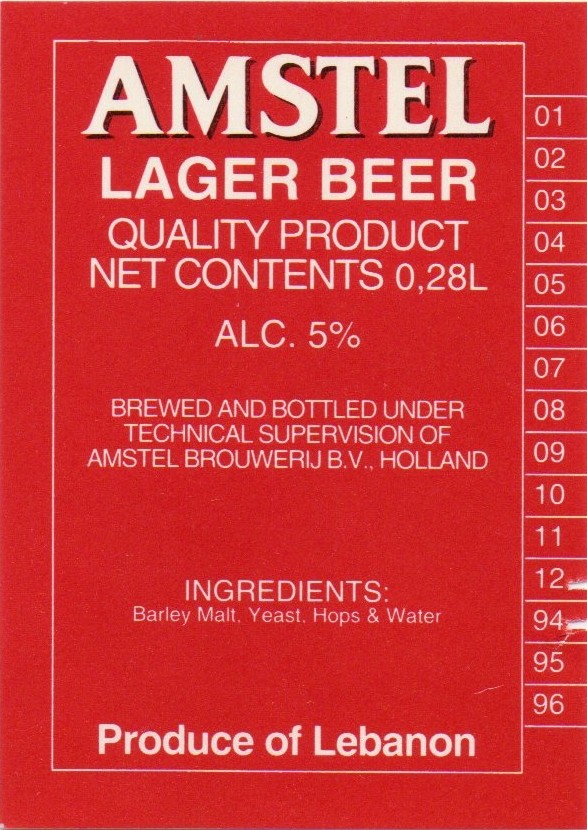 AMSTEL
LAGER BEER
QUALITY PRODUCT
NET CONTENTS 0,28L
ALC. 5%
BREWED AND BOTTLED UNDER
TECHNICAL SUPERVISION OF
AMSTEL BROUWERIJ B.V., HOLLAND
INGREDIENTS:
Barley Malt, Yeast, Hops & Water
Produce of Lebanon
01
02
03
04
05
06
07
08
09
10
11
12
94
95
96